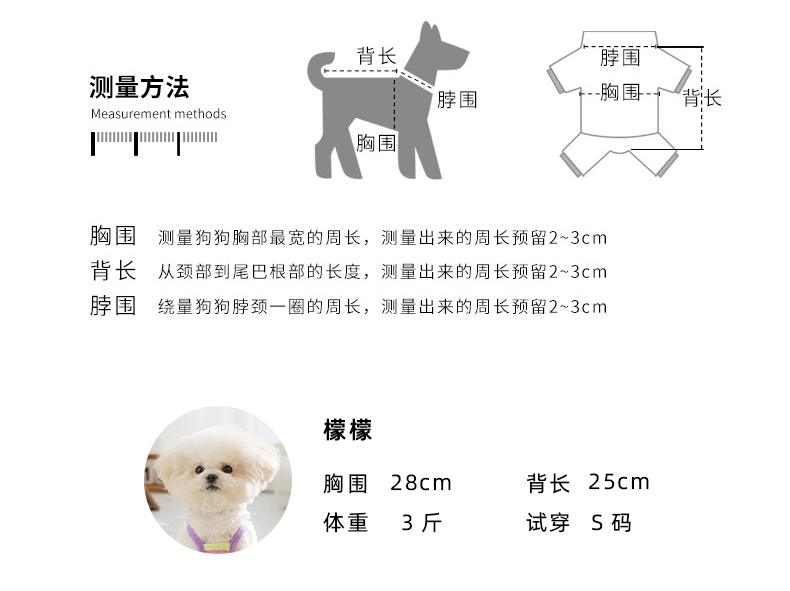 测量方法
Measurement methods
背长
脖围
胸围
脖围
胸围
背长
胸围 测量狗狗胸部最宽的周长，测量出来的周长预留2~3cm
背长 从颈部到尾巴根部的长度，测量出来的周长预留2~3cm
脖围 绕量狗狗脖颈一圈的周长，测量出来的周长预留2~3cm
檬檬
胸围 28cm 背长 25cm
体重 3 斤 试穿 S 码